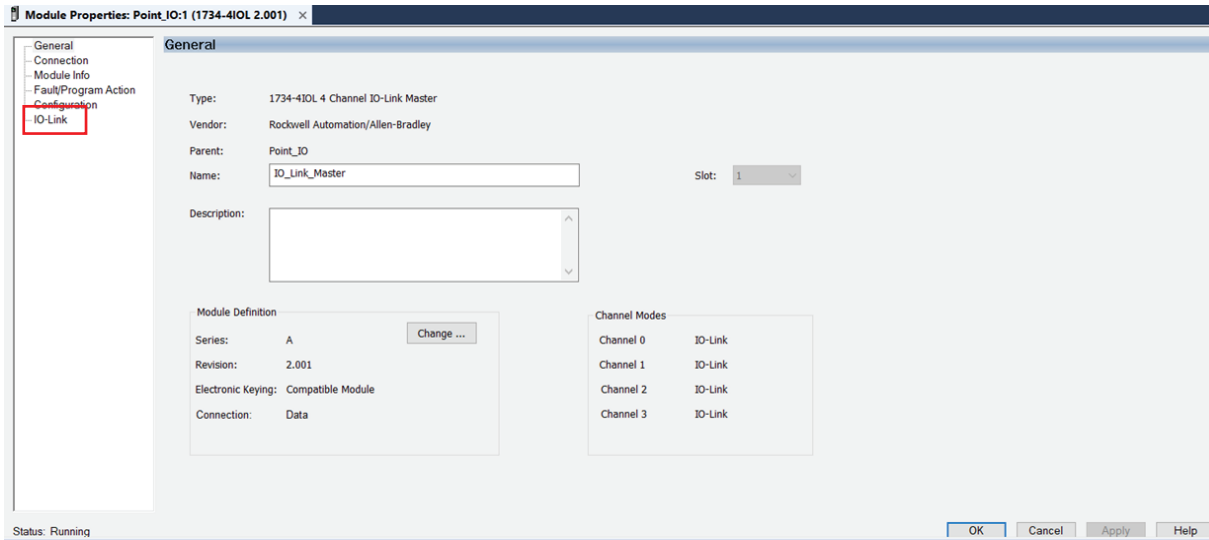 Module Properties: Point_IO:1 (1734-4IOL 2.001) ×
General
Connection
Module Info
Fault/Program Action
Configuration
IO-Link
General
Type: 1734-4IOL 4 Channel IO-Link Master
Vendor: Rockwell Automation/Allen-Bradley
Parent: Point_IO
Name: IO_Link_Master
Slot: 1
Description:
Module Definition
Change ...
Series: A
Revision: 2.001
Electronic Keying: Compatible Module
Connection: Data
Channel Modes
Channel 0 IO-Link
Channel 1 IO-Link
Channel 2 IO-Link
Channel 3 IO-Link
Status: Running
OK Cancel Apply Help